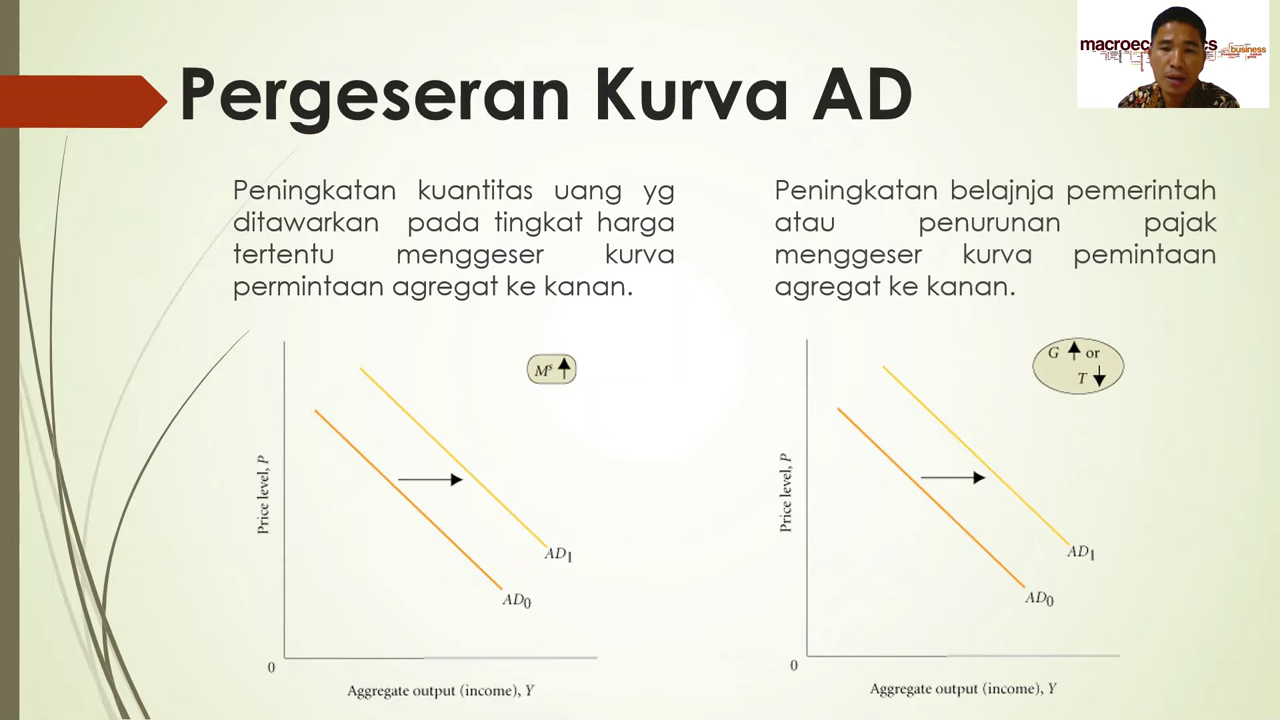 Pergeseran Kurva AD
Peningkatan kuantitas uang yg
ditawarkan pada tingkat harga
tertentu menggeser kurva
permintaan agregat ke kanan.
Peningkatan belajnja pemerintah
atau penurunan pajak
menggeser kurva pemintaan
agregat ke kanan.
Mˢ
Price level, P
AD₁
AD₀
0
Aggregate output (income), Y
G or
T
Price level, P
AD₁
AD₀
0
Aggregate output (income), Y
business